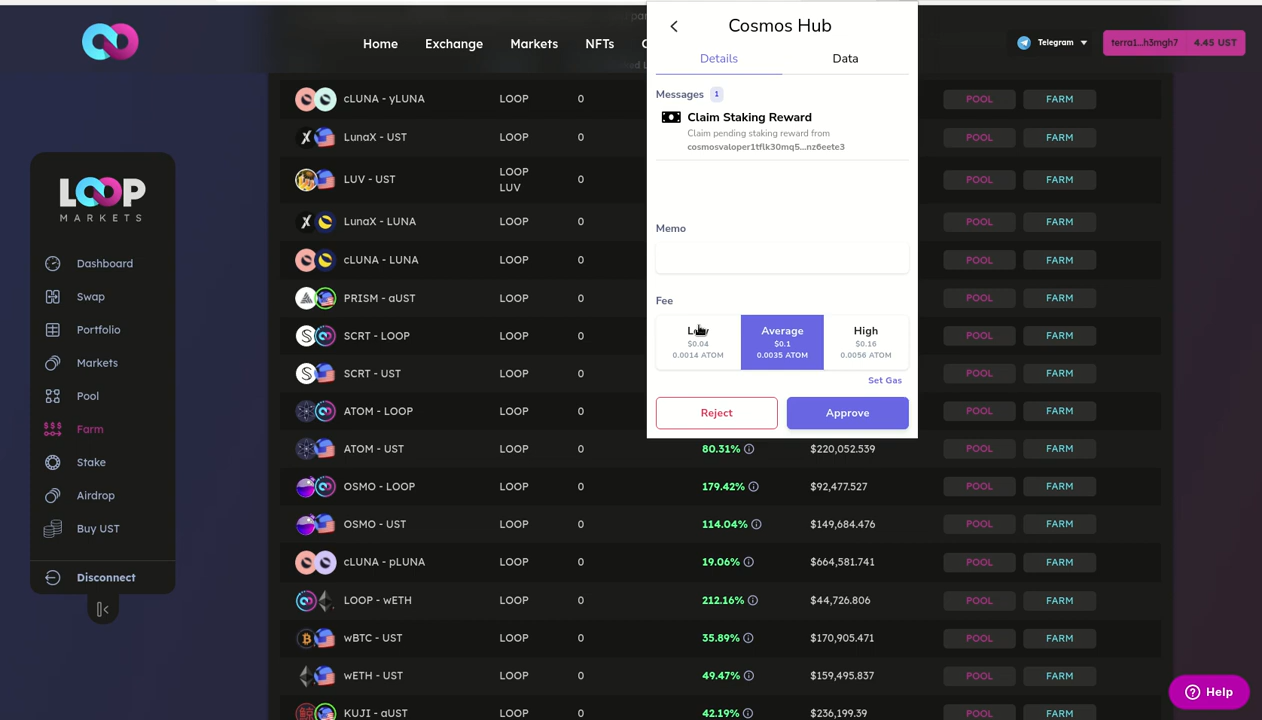 Home
Exchange
Markets
NFTs
Telegram
terra1...h3mgh7 4.45 UST
LOOP
MARKETS
Dashboard
Swap
Portfolio
Markets
Pool
Farm
Stake
Airdrop
Buy UST
Disconnect
cLUNA - yLUNA LOOP 0 POOL FARM
LunaX - UST LOOP 0 POOL FARM
LUV - UST LOOP LUV 0 POOL FARM
LunaX - LUNA LOOP 0 POOL FARM
cLUNA - LUNA LOOP 0 POOL FARM
PRISM - aUST LOOP 0 POOL FARM
SCRT - LOOP LOOP 0 POOL FARM
SCRT - UST LOOP 0 POOL FARM
ATOM - LOOP LOOP 0 POOL FARM
ATOM - UST LOOP 0 80.31% $220,052.539 POOL FARM
OSMO - LOOP LOOP 0 179.42% $92,477.527 POOL FARM
OSMO - UST LOOP 0 114.04% $149,684.476 POOL FARM
cLUNA - pLUNA LOOP 0 19.06% $664,581.741 POOL FARM
LOOP - wETH LOOP 0 212.16% $44,726.806 POOL FARM
wBTC - UST LOOP 0 35.89% $170,905.471 POOL FARM
wETH - UST LOOP 0 49.47% $159,495.837 POOL FARM
KUJI - aUST LOOP 0 42.19% $236,199.39 POOL FARM
Cosmos Hub
Details Data
Messages 1
Claim Staking Reward
Claim pending staking reward from
cosmosvaloper1tflk30mq5...nz6eete3
Memo
Fee
Low Average High
$0.04 $0.1 $0.16
0.0014 ATOM 0.0035 ATOM 0.0056 ATOM
Set Gas
Reject Approve
Help